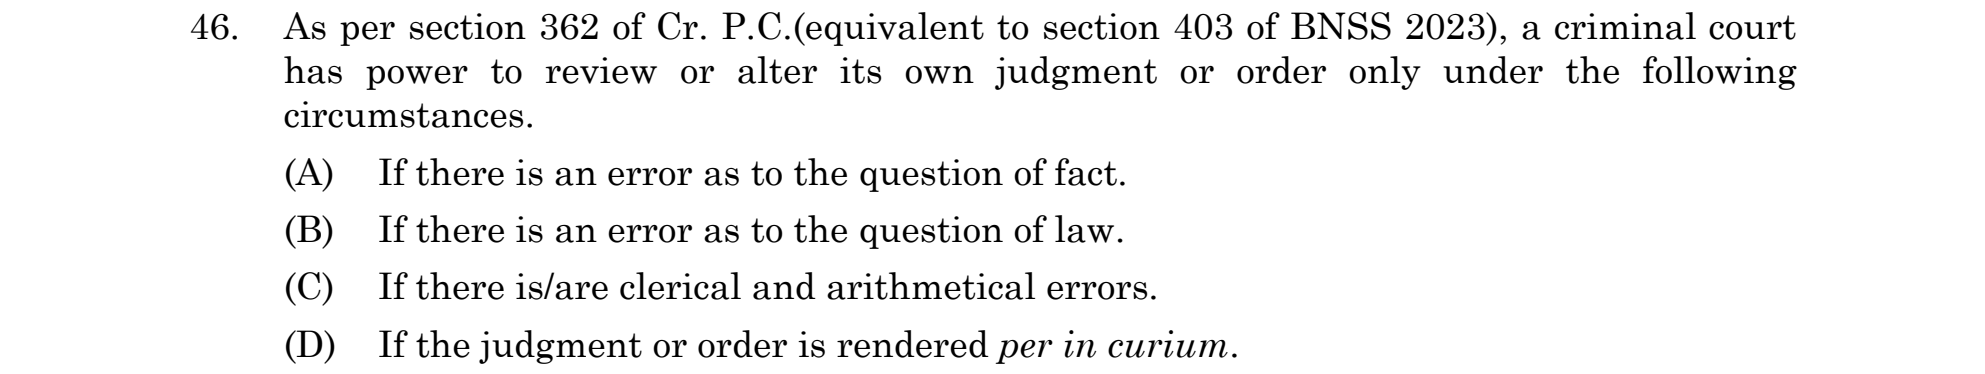 46. As per section 362 of Cr. P.C.(equivalent to section 403 of BNSS 2023), a criminal court
has power to review or alter its own judgment or order only under the following
circumstances.
(A) If there is an error as to the question of fact.
(B) If there is an error as to the question of law.
(C) If there is/are clerical and arithmetical errors.
(D) If the judgment or order is rendered per in curium.